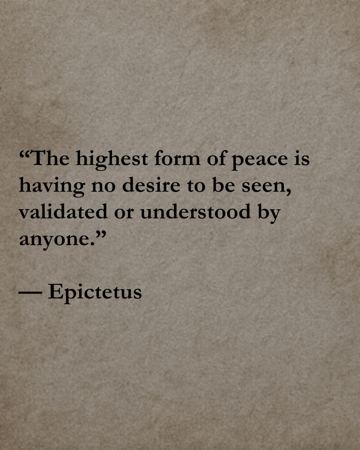 “The highest form of peace is
having no desire to be seen,
validated or understood by
anyone.”
— Epictetus